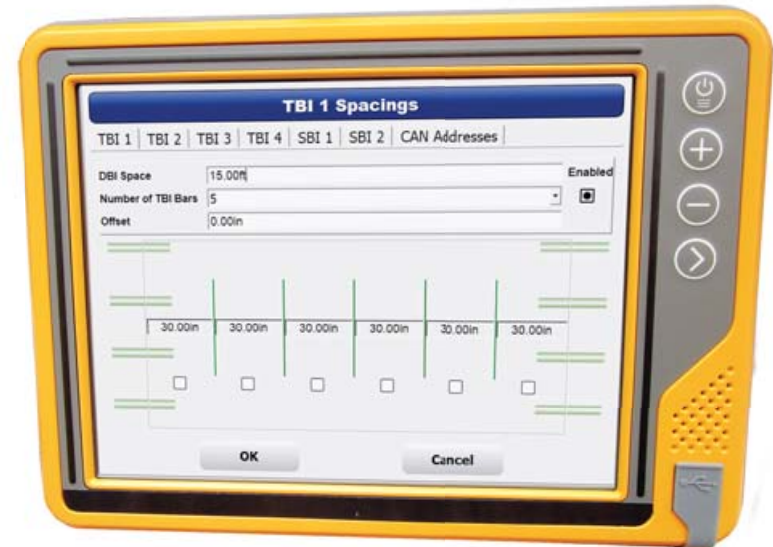 TBI 1 Spacings
TBI 1 TBI 2 TBI 3 TBI 4 SBI 1 SBI 2 CAN Addresses
DBI Space 15.00ft Enabled
Number of TBI Bars 5
Offset 0.00in
30.00in 30.00in 30.00in 30.00in 30.00in 30.00in
OK Cancel